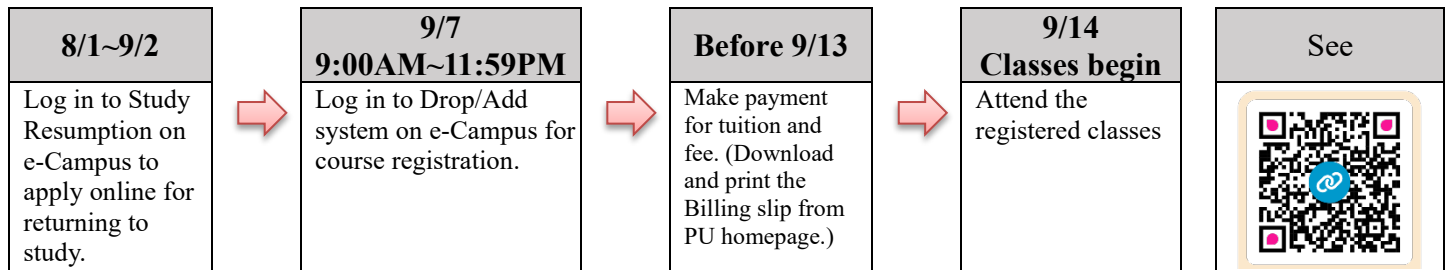 8/1~9/2
Log in to Study
Resumption on
e-Campus to
apply online for
returning to
study.
9/7
9:00AM~11:59PM
Log in to Drop/Add
system on e-Campus for
course registration.
Before 9/13
Make payment
for tuition and
fee. (Download
and print the
Billing slip from
PU homepage.)
9/14
Classes begin
Attend the
registered classes
See